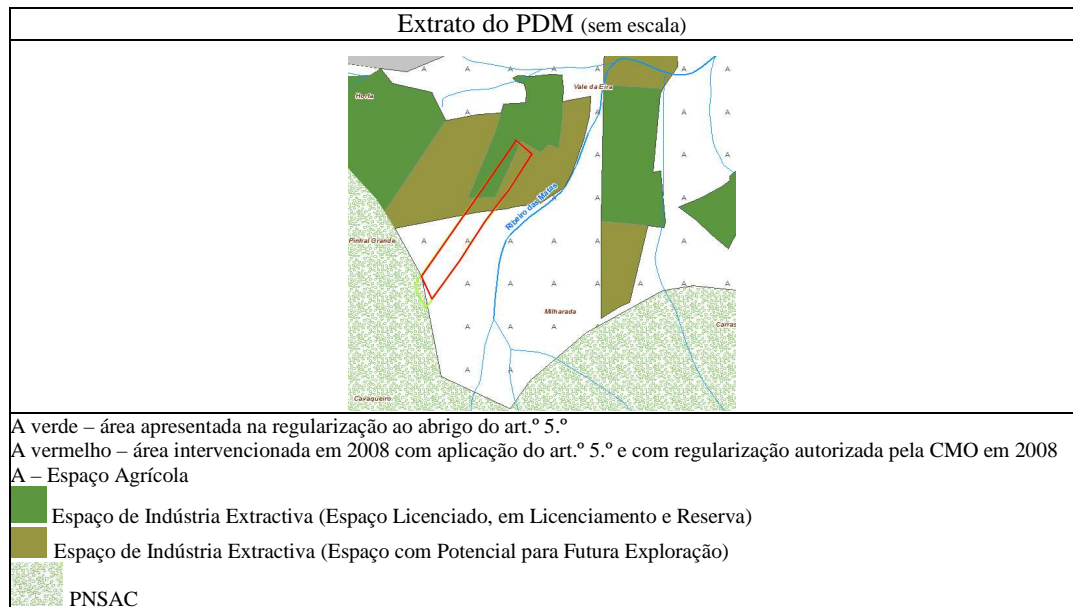 Extrato do PDM (sem escala)
A A A A A
Vale da Eira
Horta
A A A
A A
A A A
Ribeiro das Matas
A A A
Pinhal Grande
A A A A A A
A A A A A
Milharada
A A A A
Carras
A A
Cavaqueiro
A verde – área apresentada na regularização ao abrigo do art.º 5.º
A vermelho – área intervencionada em 2008 com aplicação do art.º 5.º e com regularização autorizada pela CMO em 2008
A – Espaço Agrícola
Espaço de Indústria Extractiva (Espaço Licenciado, em Licenciamento e Reserva)
Espaço de Indústria Extractiva (Espaço com Potencial para Futura Exploração)
PNSAC